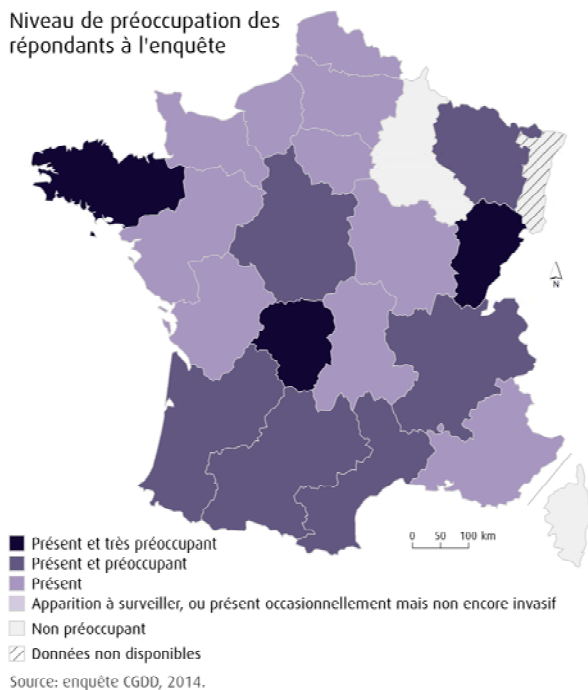 Niveau de préoccupation des
répondants à l'enquête
N
0 50 100 km
Présent et très préoccupant
Présent et préoccupant
Présent
Apparition à surveiller, ou présent occasionnellement mais non encore invasif
Non préoccupant
Données non disponibles
Source: enquête CGDD, 2014.